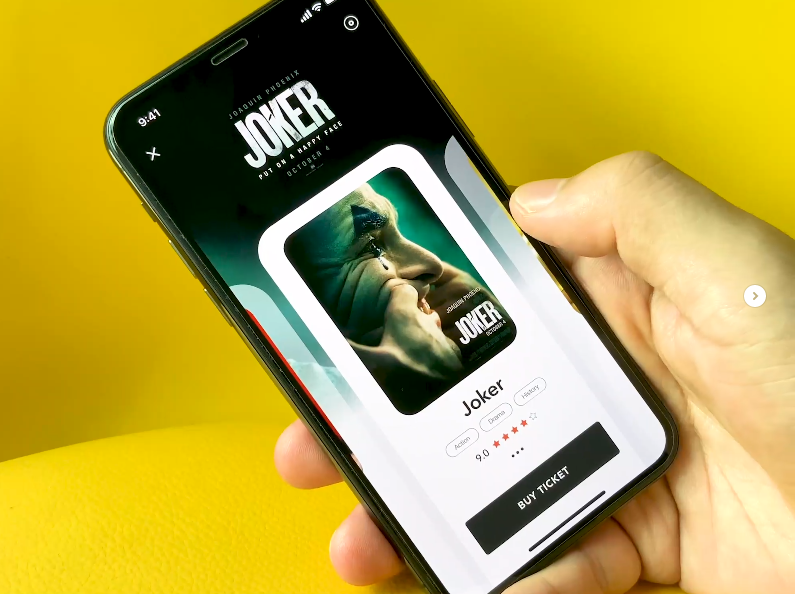 9:41
JOAQUIN PHOENIX
JOKER
PUT ON A HAPPY FACE
OCTOBER 4
JOAQUIN PHOENIX
JOKER
OCTOBER 4
Joker
Action Drama History
9.0
BUY TICKET